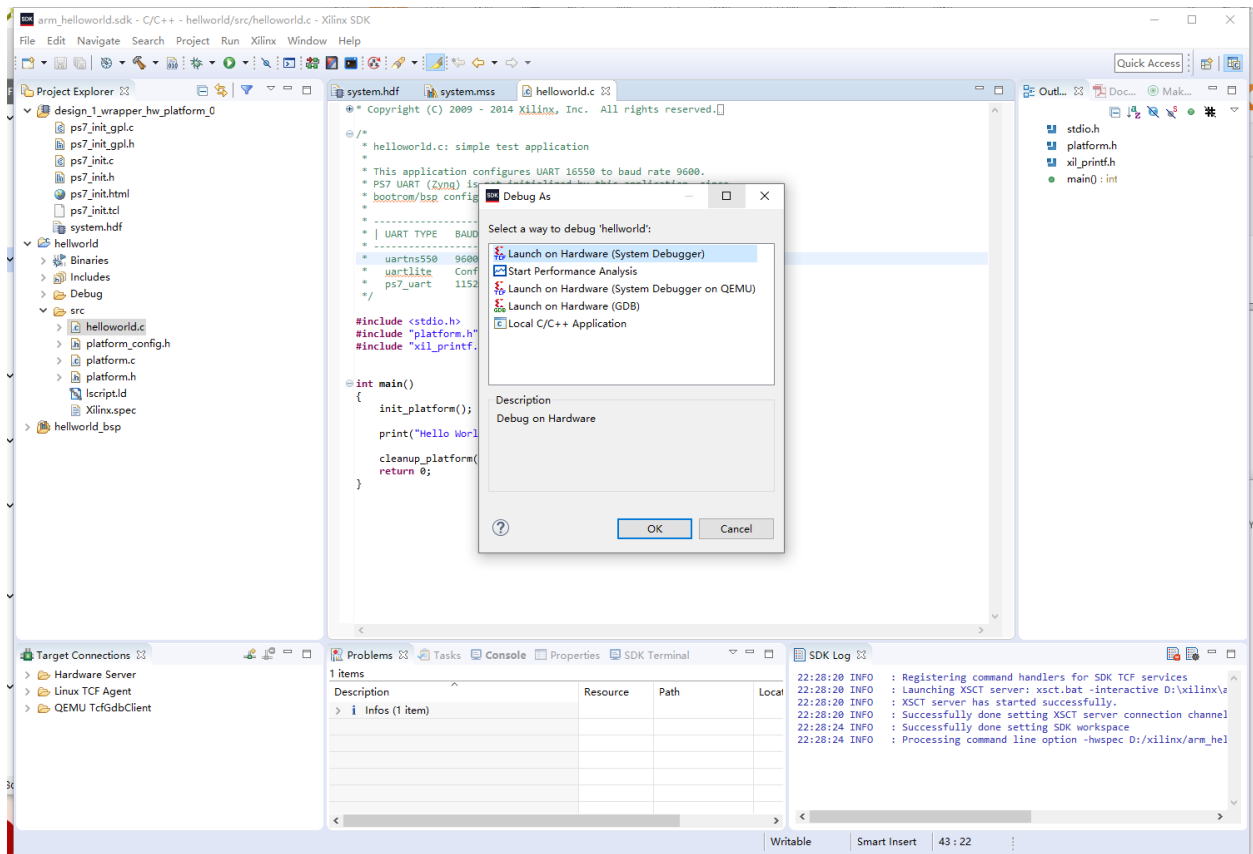 arm_helloworld.sdk - C/C++ - hellworld/src/helloworld.c - Xilinx SDK
File Edit Navigate Search Project Run Xilinx Window Help
Quick Access
Project Explorer
design_1_wrapper_hw_platform_0
ps7_init_gpl.c
ps7_init_gpl.h
ps7_init.c
ps7_init.h
ps7_init.html
ps7_init.tcl
system.hdf
hellworld
Binaries
Includes
Debug
src
helloworld.c
platform_config.h
platform.c
platform.h
lscript.ld
Xilinx.spec
hellworld_bsp
system.hdf system.mss helloworld.c
* Copyright (C) 2009 - 2014 Xilinx, Inc. All rights reserved.
/*
* helloworld.c: simple test application
*
* This application configures UART 16550 to baud rate 9600.
* PS7 UART (Zynq) is not initialized by this application, since
* bootrom/bsp config
*
* ------------------
* | UART TYPE BAUD
* ------------------
* uartns550 9600
* uartlite Conf
* ps7_uart 1152
*/
#include <stdio.h>
#include "platform.h"
#include "xil_printf.
int main()
{
init_platform();
print("Hello Worl
cleanup_platform(
return 0;
}
Debug As
Select a way to debug 'hellworld':
Launch on Hardware (System Debugger)
Start Performance Analysis
Launch on Hardware (System Debugger on QEMU)
Launch on Hardware (GDB)
Local C/C++ Application
Description
Debug on Hardware
OK Cancel
Outl... Doc... Mak...
stdio.h
platform.h
xil_printf.h
main() : int
Target Connections
Hardware Server
Linux TCF Agent
QEMU TcfGdbClient
Problems Tasks Console Properties SDK Terminal
1 items
Description Resource Path Locat
Infos (1 item)
SDK Log
22:28:20 INFO : Registering command handlers for SDK TCF services
22:28:20 INFO : Launching XSCT server: xsct.bat -interactive D:\xilinx\a
22:28:20 INFO : XSCT server has started successfully.
22:28:20 INFO : Successfully done setting XSCT server connection channel
22:28:24 INFO : Successfully done setting SDK workspace
22:28:24 INFO : Processing command line option -hwspec D:/xilinx/arm_hel
Writable Smart Insert 43 : 22